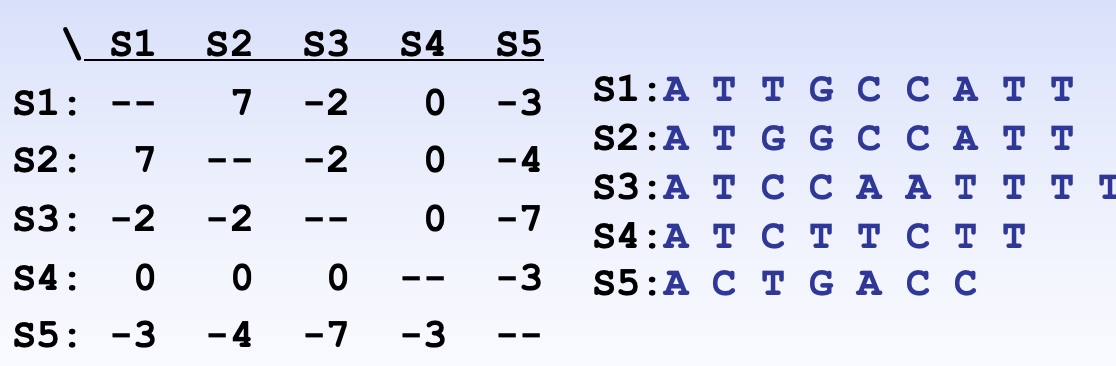 \ S1 S2 S3 S4 S5
S1: -- 7 -2 0 -3
S2: 7 -- -2 0 -4
S3: -2 -2 -- 0 -7
S4: 0 0 0 -- -3
S5: -3 -4 -7 -3 --
S1:A T T G C C A T T
S2:A T G G C C A T T
S3:A T C C A A T T T T
S4:A T C T T C T T
S5:A C T G A C C